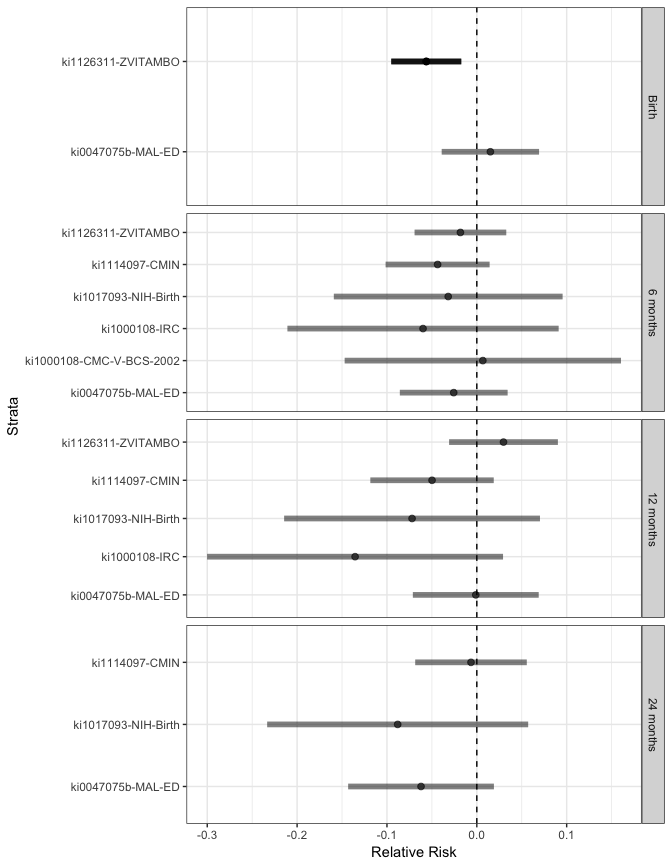 Strata
Birth
ki1126311-ZVITAMBO
ki0047075b-MAL-ED
6 months
ki1126311-ZVITAMBO
ki1114097-CMIN
ki1017093-NIH-Birth
ki1000108-IRC
ki1000108-CMC-V-BCS-2002
ki0047075b-MAL-ED
12 months
ki1126311-ZVITAMBO
ki1114097-CMIN
ki1017093-NIH-Birth
ki1000108-IRC
ki0047075b-MAL-ED
24 months
ki1114097-CMIN
ki1017093-NIH-Birth
ki0047075b-MAL-ED
-0.3 -0.2 -0.1 0.0 0.1
Relative Risk